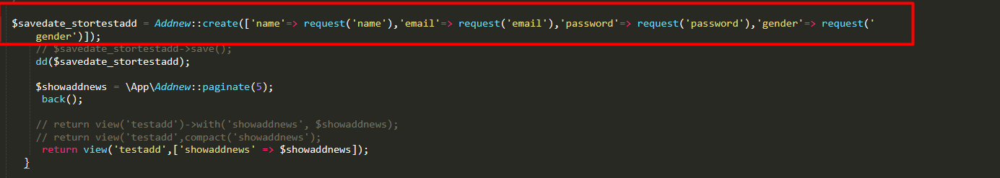 $savedate_stortestadd = Addnew::create(['name'=> request('name'),'email'=> request('email'),'password'=> request('password'),'gender'=> request('
gender')]);
// $savedate_stortestadd->save();
dd($savedate_stortestadd);
$showaddnews = \App\Addnew::paginate(5);
back();
// return view('testadd')->with('showaddnews', $showaddnews);
// return view('testadd',compact('showaddnews');
return view('testadd',['showaddnews' => $showaddnews]);
}